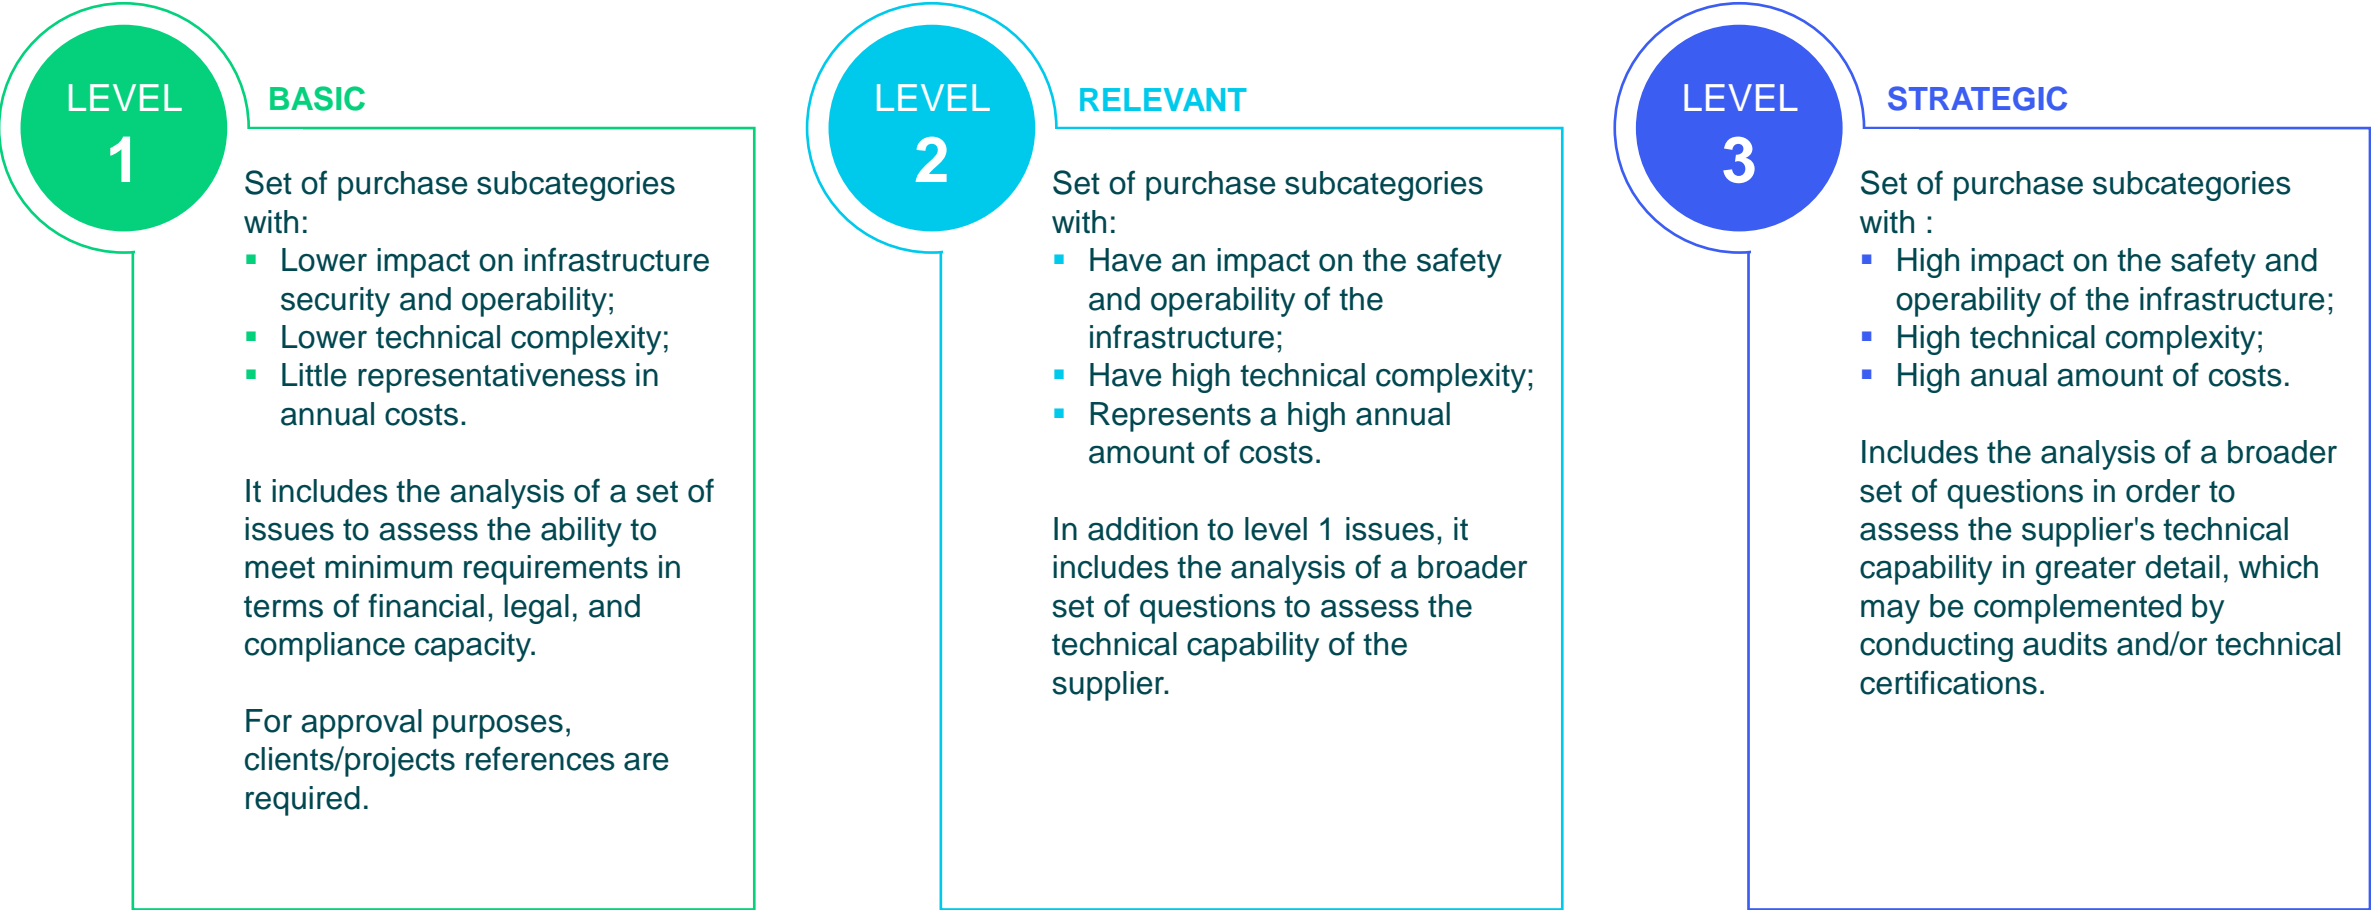 LEVEL
1
BASIC
Set of purchase subcategories
with:
▪ Lower impact on infrastructure
security and operability;
▪ Lower technical complexity;
▪ Little representativeness in
annual costs.
It includes the analysis of a set of
issues to assess the ability to
meet minimum requirements in
terms of financial, legal, and
compliance capacity.
For approval purposes,
clients/projects references are
required.
LEVEL
2
RELEVANT
Set of purchase subcategories
with:
▪ Have an impact on the safety
and operability of the
infrastructure;
▪ Have high technical complexity;
▪ Represents a high annual
amount of costs.
In addition to level 1 issues, it
includes the analysis of a broader
set of questions to assess the
technical capability of the
supplier.
LEVEL
3
STRATEGIC
Set of purchase subcategories
with :
▪ High impact on the safety and
operability of the infrastructure;
▪ High technical complexity;
▪ High anual amount of costs.
Includes the analysis of a broader
set of questions in order to
assess the supplier's technical
capability in greater detail, which
may be complemented by
conducting audits and/or technical
certifications.